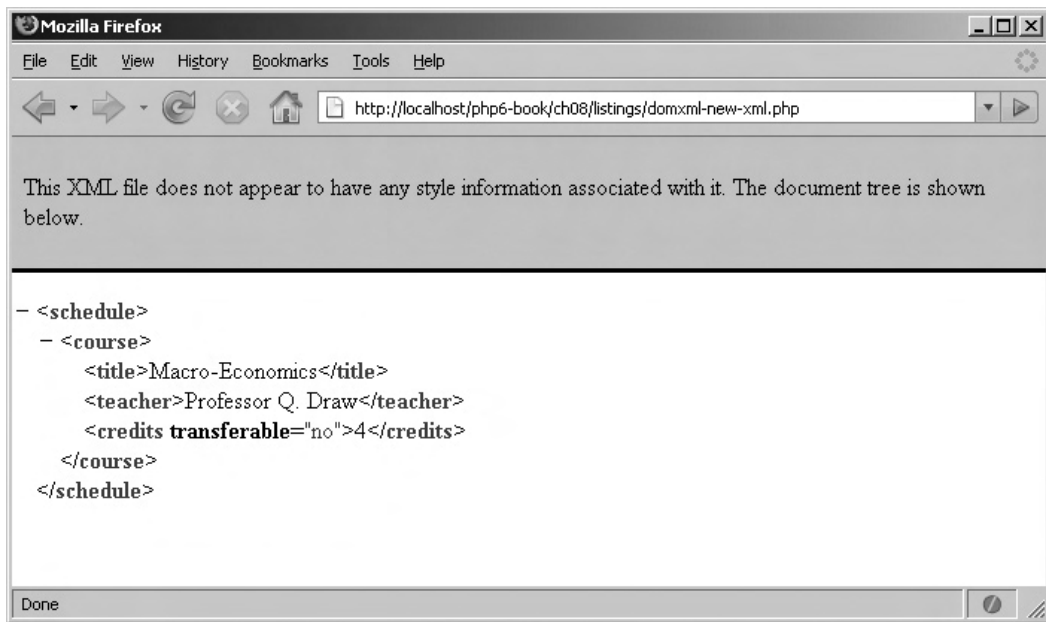 Mozilla Firefox
File Edit View History Bookmarks Tools Help
http://localhost/php6-book/ch08/listings/domxml-new-xml.php
This XML file does not appear to have any style information associated with it. The document tree is shown
below.
− <schedule>
− <course>
<title>Macro-Economics</title>
<teacher>Professor Q. Draw</teacher>
<credits transferable="no">4</credits>
</course>
</schedule>
Done